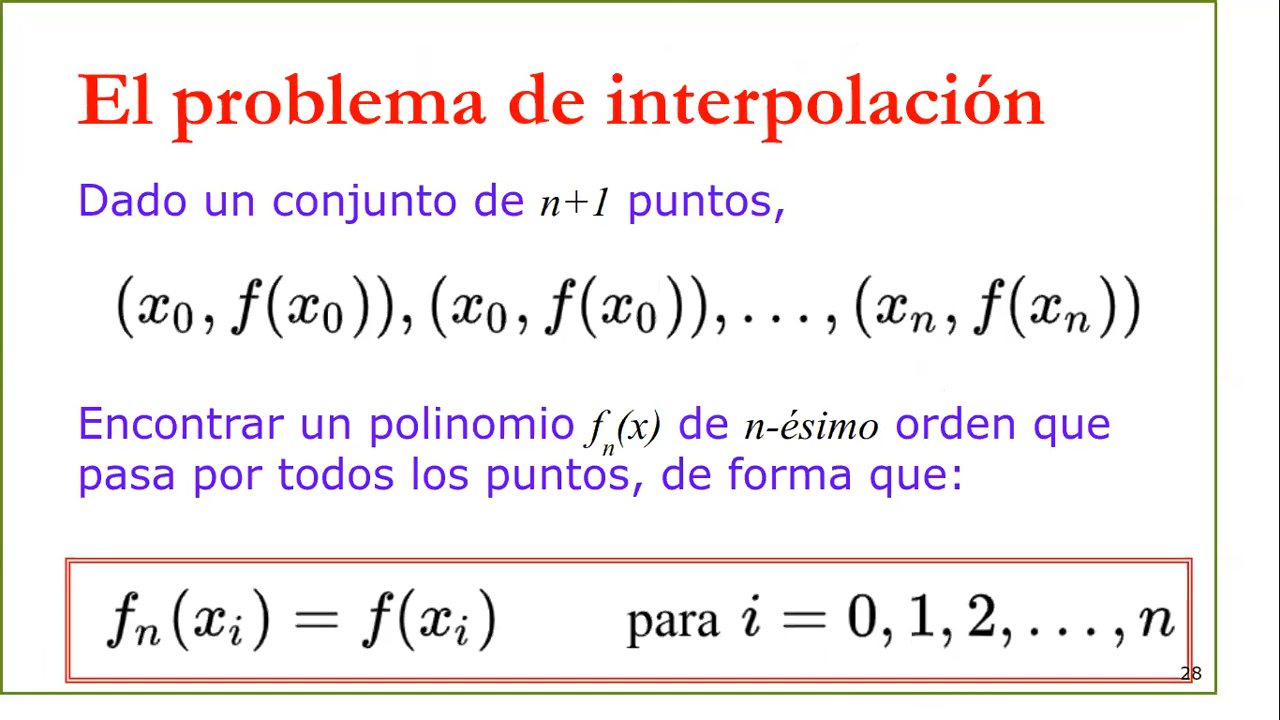 El problema de interpolación
Dado un conjunto de n+1 puntos,
(x₀, f(x₀)), (x₀, f(x₀)), . . . , (xₙ, f(xₙ))
Encontrar un polinomio fₙ(x) de n-ésimo orden que
pasa por todos los puntos, de forma que:
fₙ(xᵢ) = f(xᵢ) para i = 0, 1, 2, . . . , n
28